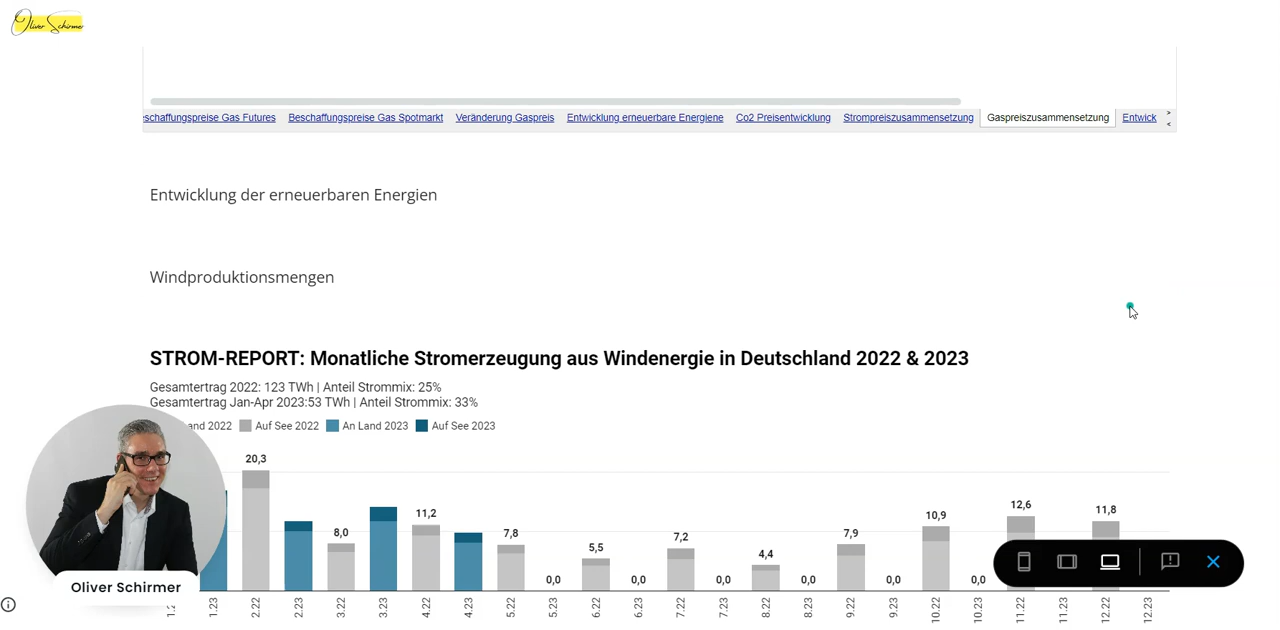 Oliver Schirmer
eschaffungspreise Gas Futures Beschaffungspreise Gas Spotmarkt Veränderung Gaspreis Entwicklung erneuerbare Energiene Co2 Preisentwicklung Strompreiszusammensetzung Gaspreiszusammensetzung Entwick > <
Entwicklung der erneuerbaren Energien
Windproduktionsmengen
STROM-REPORT: Monatliche Stromerzeugung aus Windenergie in Deutschland 2022 & 2023
Gesamtertrag 2022: 123 TWh | Anteil Strommix: 25%
Gesamtertrag Jan-Apr 2023:53 TWh | Anteil Strommix: 33%
and 2022 Auf See 2022 An Land 2023 Auf See 2023
20,3 8,0 11,2 7,8 0,0 5,5 0,0 7,2 0,0 4,4 0,0 7,9 0,0 10,9 0,0 12,6 11,8
Oliver Schirmer
1.2 1.23 2.22 2.23 3.22 3.23 4.22 4.23 5.22 5.23 6.22 6.23 7.22 7.23 8.22 8.23 9.22 9.23 10.22 10.23 11.22 11.23 12.22 12.23